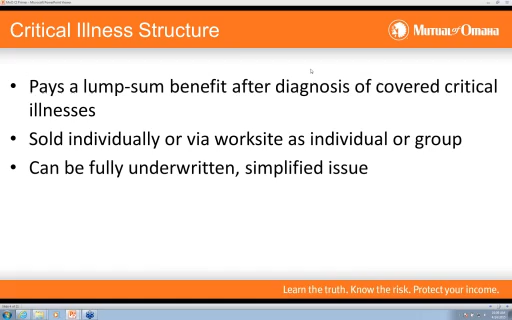 Critical Illness Structure
Mutual of Omaha
• Pays a lump-sum benefit after diagnosis of covered critical
illnesses
• Sold individually or via worksite as individual or group
• Can be fully underwritten, simplified issue
Learn the truth. Know the risk. Protect your income.